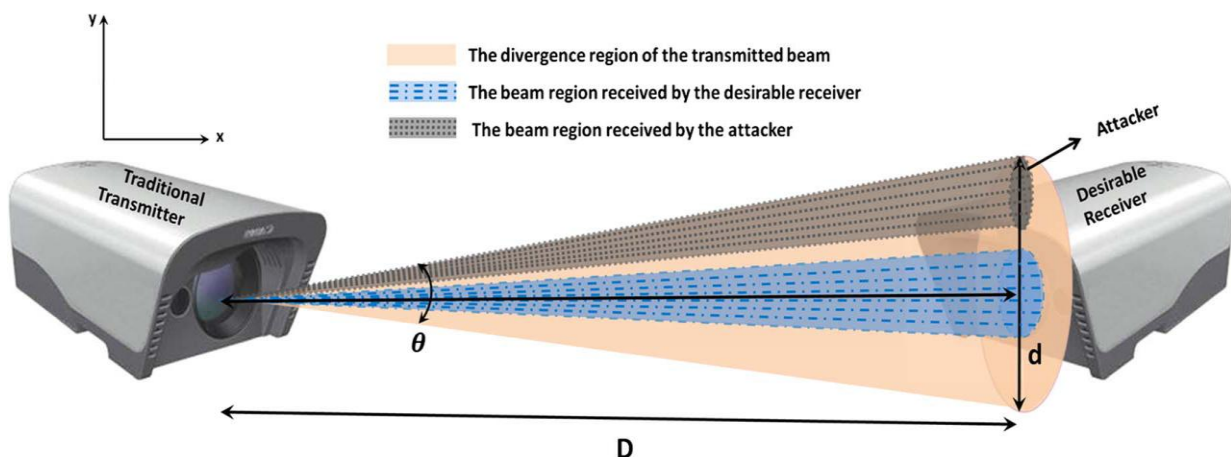 y
x
The divergence region of the transmitted beam
The beam region received by the desirable receiver
The beam region received by the attacker
Attacker
Traditional
Transmitter
Desirable
Receiver
θ
d
D